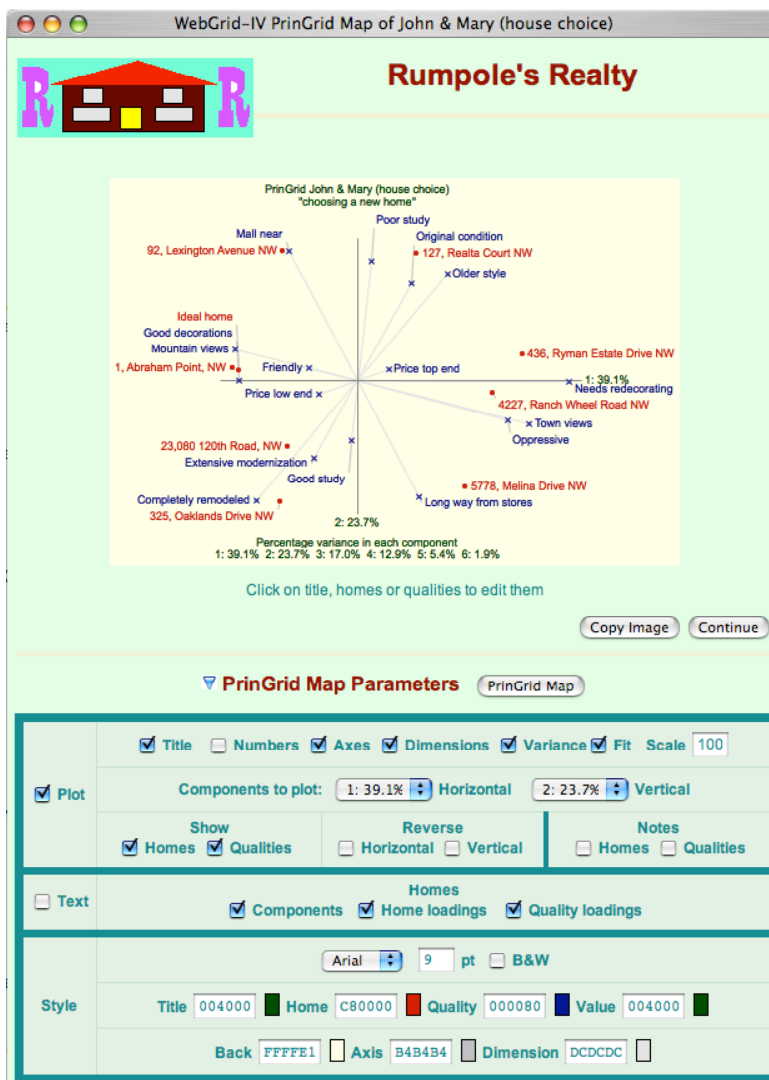 WebGrid-IV PrinGrid Map of John & Mary (house choice)
R R
Rumpole's Realty
PrinGrid John & Mary (house choice)
"choosing a new home"
Poor study
Mall near
Original condition
92, Lexington Avenue NW
127, Realta Court NW
Older style
Ideal home
Good decorations
Mountain views
436, Ryman Estate Drive NW
1, Abraham Point, NW
Friendly
Price top end
1: 39.1%
Needs redecorating
Price low end
4227, Ranch Wheel Road NW
Town views
Oppressive
23,080 120th Road, NW
Extensive modernization
Good study
5778, Melina Drive NW
Completely remodeled
Long way from stores
325, Oaklands Drive NW
2: 23.7%
Percentage variance in each component
1: 39.1% 2: 23.7% 3: 17.0% 4: 12.9% 5: 5.4% 6: 1.9%
Click on title, homes or qualities to edit them
Copy Image Continue
PrinGrid Map Parameters PrinGrid Map
Title Numbers Axes Dimensions Variance Fit Scale 100
Plot
Components to plot: 1: 39.1% Horizontal 2: 23.7% Vertical
Show Reverse Notes
Homes Qualities Horizontal Vertical Homes Qualities
Text
Homes
Components Home loadings Quality loadings
Arial 9 pt B&W
Style
Title 004000 Home C80000 Quality 000080 Value 004000
Back FFFFE1 Axis B4B4B4 Dimension DCDCDC